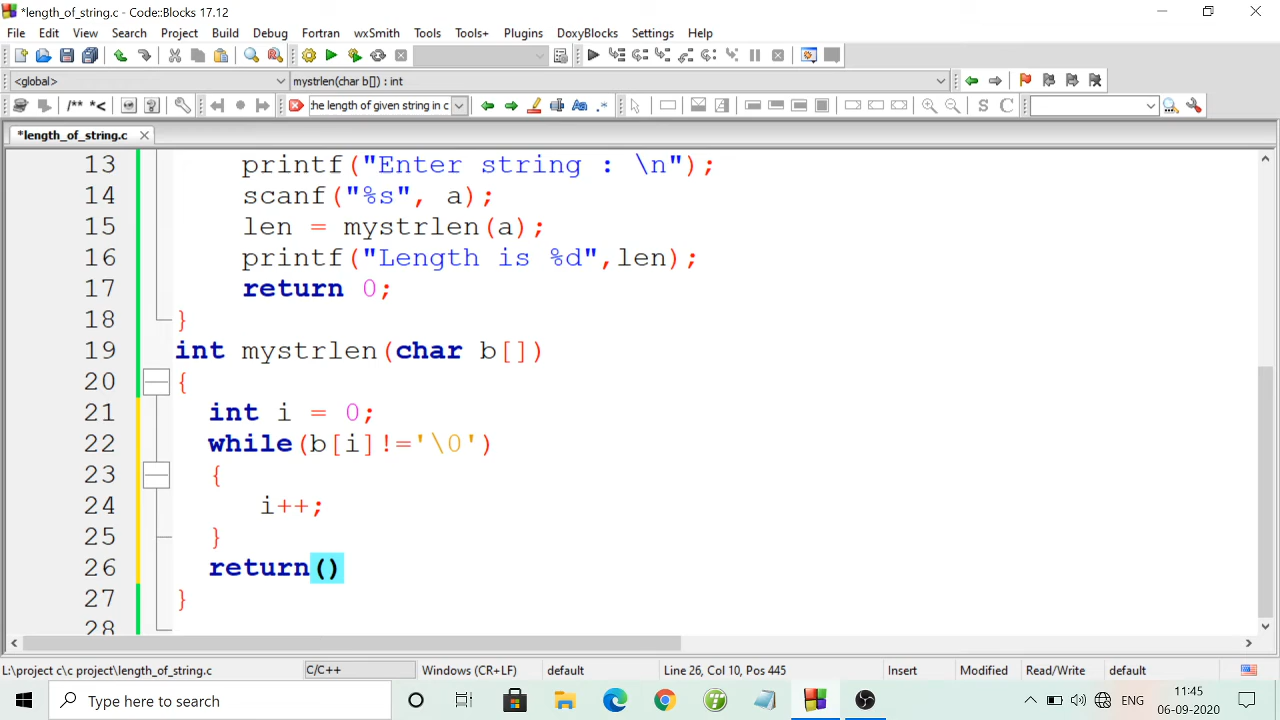 *length_of_string.c - Code::Blocks 17.12
File Edit View Search Project Build Debug Fortran wxSmith Tools Tools+ Plugins DoxyBlocks Settings Help
<global> mystrlen(char b[]) : int
/** *< the length of given string in c Aa .* S C
*length_of_string.c
13 printf("Enter string : \n");
14 scanf("%s", a);
15 len = mystrlen(a);
16 printf("Length is %d",len);
17 return 0;
18 }
19 int mystrlen(char b[])
20 {
21 int i = 0;
22 while(b[i]!='\0')
23 {
24 i++;
25 }
26 return()
27 }
28
L:\project c\c project\length_of_string.c C/C++ Windows (CR+LF) default Line 26, Col 10, Pos 445 Insert Modified Read/Write default
Type here to search ENG 11:45
06-09-2020